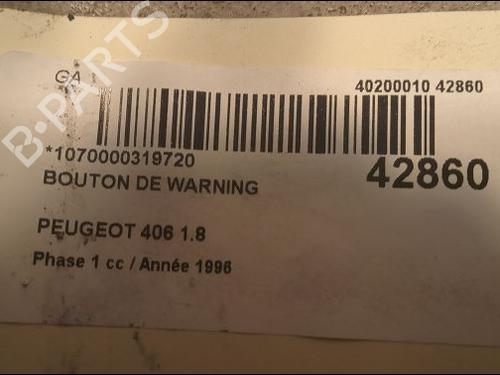 B-PARTS
GA
40200010 42860
*1070000319720
42860
BOUTON DE WARNING
PEUGEOT 406 1.8
Phase 1 cc / Année 1996